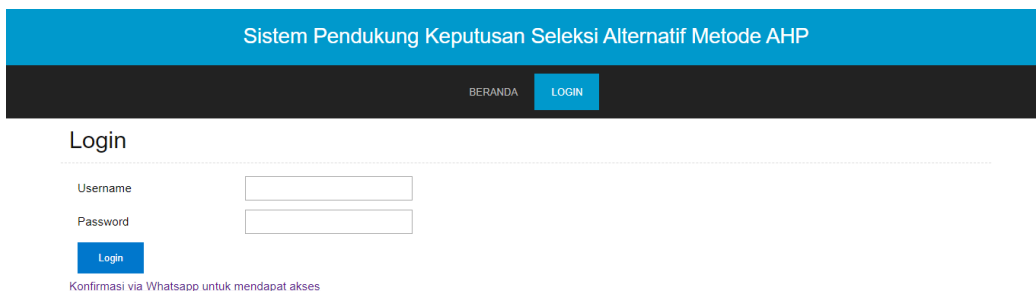 Sistem Pendukung Keputusan Seleksi Alternatif Metode AHP
BERANDA LOGIN
Login
Username
Password
Login
Konfirmasi via Whatsapp untuk mendapat akses